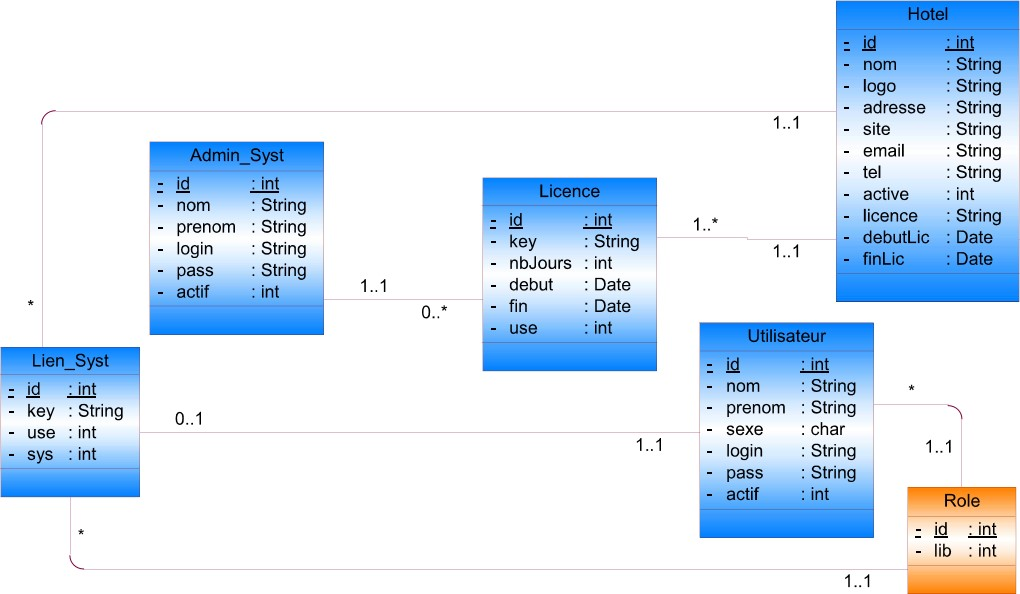 Hotel
- id : int
- nom : String
- logo : String
- adresse : String
- site : String
- email : String
- tel : String
- active : int
- licence : String
- debutLic : Date
- finLic : Date
1..1
Admin_Syst
- id : int
- nom : String
- prenom : String
- login : String
- pass : String
- actif : int
Licence
- id : int
- key : String
- nbJours : int
- debut : Date
- fin : Date
- use : int
1..*
1..1
1..1
0..*
*
Lien_Syst
- id : int
- key : String
- use : int
- sys : int
Utilisateur
- id : int
- nom : String
- prenom : String
- sexe : char
- login : String
- pass : String
- actif : int
*
0..1
1..1
1..1
Role
- id : int
- lib : int
*
1..1